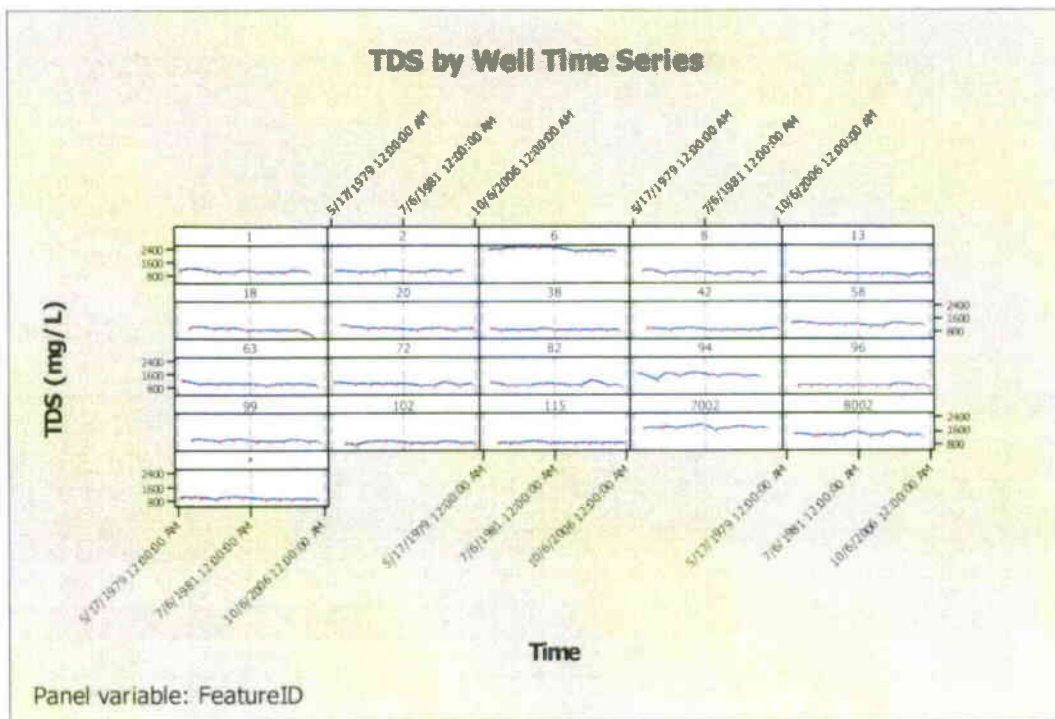 TDS by Well Time Series
5/17/1979 12:00:00 AM
7/6/1981 12:00:00 AM
10/6/2006 12:00:00 AM
5/17/1979 12:00:00 AM
7/6/1981 12:00:00 AM
10/6/2006 12:00:00 AM
1 2 6 8 13
2400
1600
800
18 20 38 42 58
2400
1600
800
63 72 82 94 96
2400
1600
800
99 102 115 7002 8002
2400
1600
800
*
2400
1600
800
TDS (mg/L)
5/17/1979 12:00:00 AM
7/6/1981 12:00:00 AM
10/6/2006 12:00:00 AM
5/17/1979 12:00:00 AM
7/6/1981 12:00:00 AM
10/6/2006 12:00:00 AM
5/17/1979 12:00:00 AM
7/6/1981 12:00:00 AM
10/6/2006 12:00:00 AM
Time
Panel variable: FeatureID